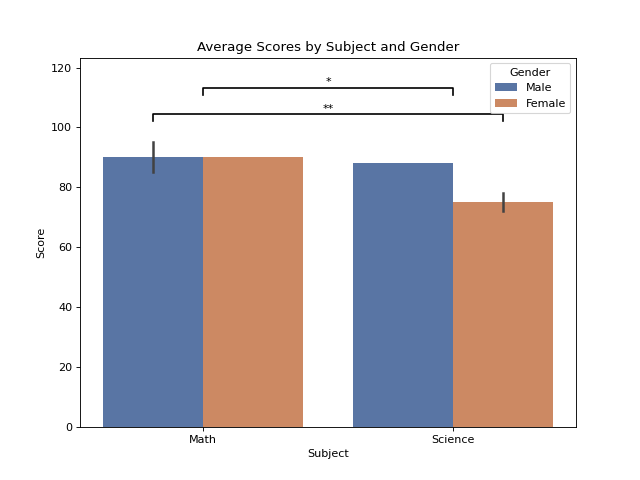 Average Scores by Subject and Gender
120
100
80
60
40
20
0
Score
*
**
Gender
Male
Female
Math
Science
Subject